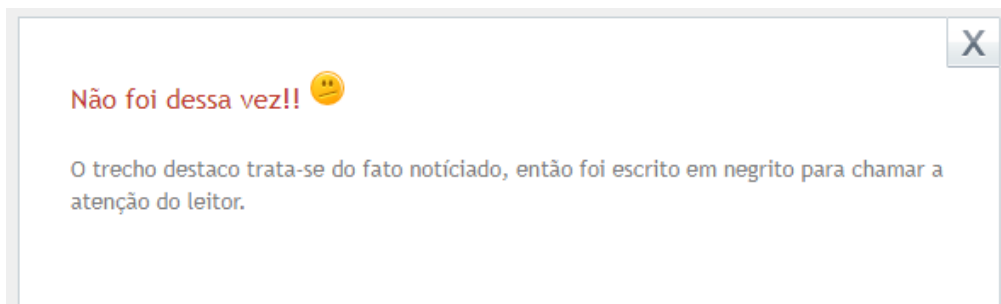 X
Não foi dessa vez!!
O trecho destaco trata-se do fato notíciado, então foi escrito em negrito para chamar a
atenção do leitor.